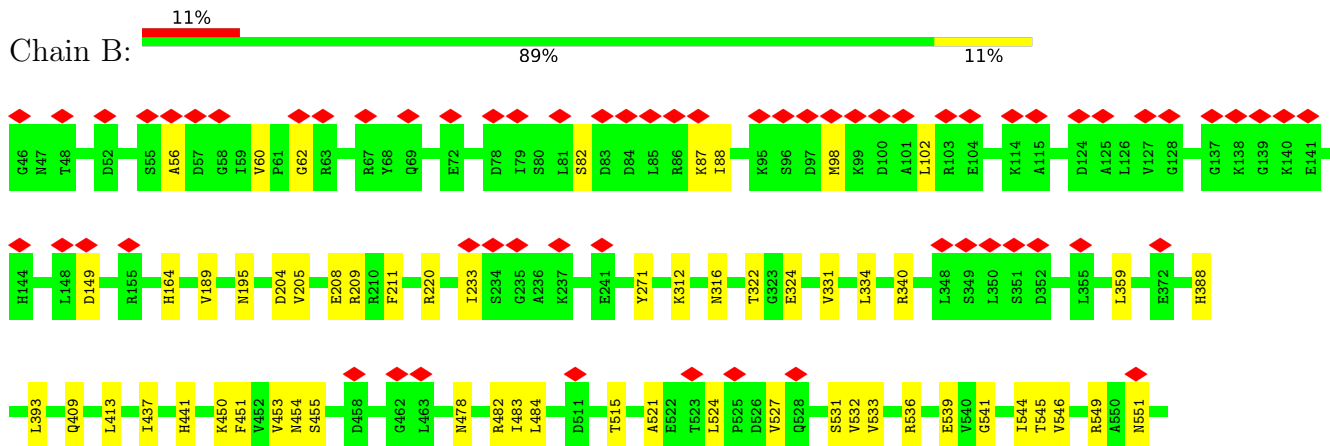 11%
Chain B:
89% 11%
G46 N47 T48 D52 S55 A56 D57 G58 I59 V60 P61 G62 R63 R67 Y68 Q69 E72 D78 I79 S80 L81 S82 D83 D84 L85 R86 K87 I88 K95 S96 D97 M98 K99 D100 A101 L102 R103 E104 K114 A115 D124 A125 L126 V127 G128 G137 K138 G139 K140 E141
H144 L148 D149 R155 H164 V189 N195 D204 V205 E208 R209 R210 F211 R220 I233 S234 G235 A236 K237 E241 Y271 K312 N316 T322 G323 E324 V331 L334 R340 L348 S349 L350 S351 D352 L355 L359 E372 H388
L393 Q409 L413 I437 H441 K450 F451 V452 V453 N454 S455 D458 G462 L463 N478 R482 I483 L484 D511 T515 A521 E522 T523 L524 P525 D526 V527 Q528 S531 V532 V533 R536 E539 V540 G541 I544 T545 V546 R549 A550 N551